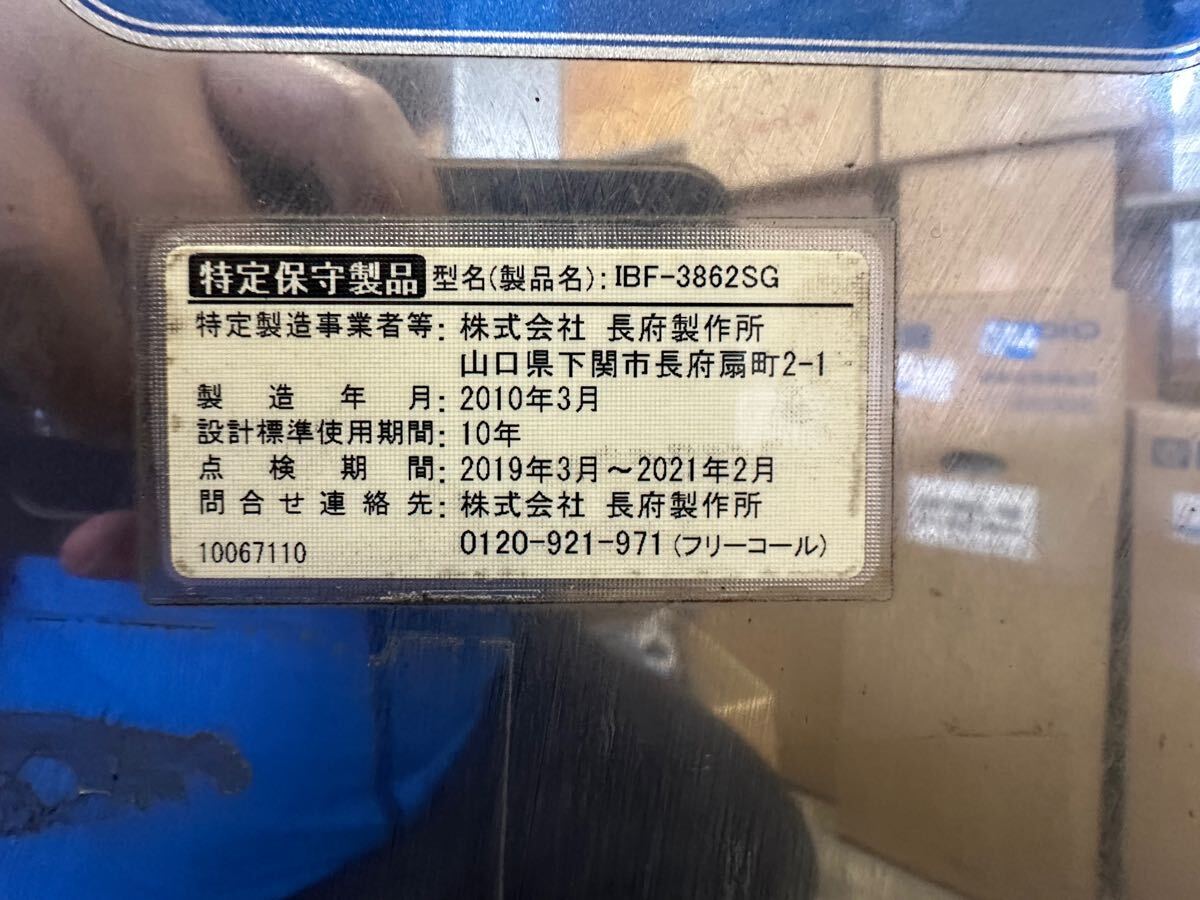 特定保守製品 型名(製品名): IBF-3862SG
特定製造事業者等: 株式会社 長府製作所
山口県下関市長府扇町2-1
製造年月: 2010年3月
設計標準使用期間: 10年
点検期間: 2019年3月～2021年2月
問合せ連絡先: 株式会社 長府製作所
10067110 0120-921-971 (フリーコール)